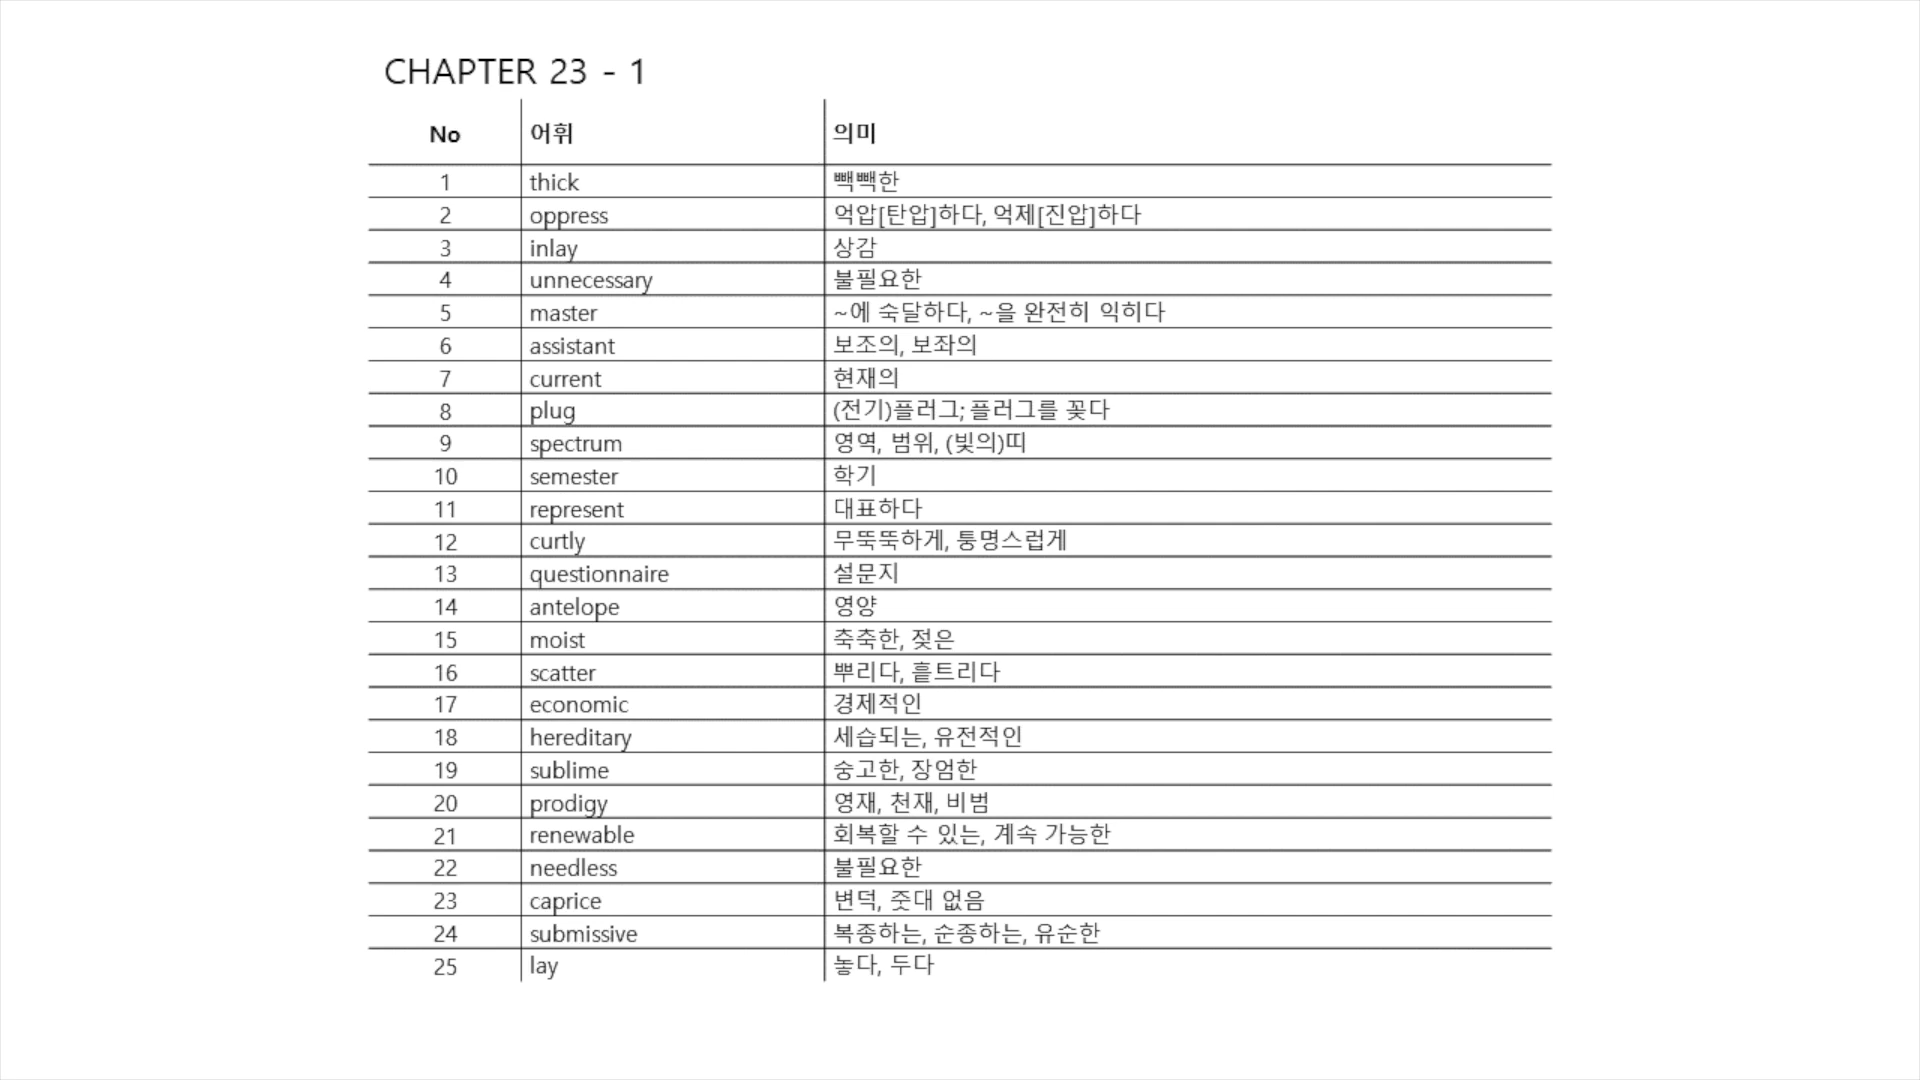 CHAPTER 23 - 1
No 어휘 의미
1 thick 빽빽한
2 oppress 억압[탄압]하다, 억제[진압]하다
3 inlay 상감
4 unnecessary 불필요한
5 master ~에 숙달하다, ~을 완전히 익히다
6 assistant 보조의, 보좌의
7 current 현재의
8 plug (전기)플러그; 플러그를 꽂다
9 spectrum 영역, 범위, (빛의)띠
10 semester 학기
11 represent 대표하다
12 curtly 무뚝뚝하게, 퉁명스럽게
13 questionnaire 설문지
14 antelope 영양
15 moist 축축한, 젖은
16 scatter 뿌리다, 흩트리다
17 economic 경제적인
18 hereditary 세습되는, 유전적인
19 sublime 숭고한, 장엄한
20 prodigy 영재, 천재, 비범
21 renewable 회복할 수 있는, 계속 가능한
22 needless 불필요한
23 caprice 변덕, 줏대 없음
24 submissive 복종하는, 순종하는, 유순한
25 lay 놓다, 두다